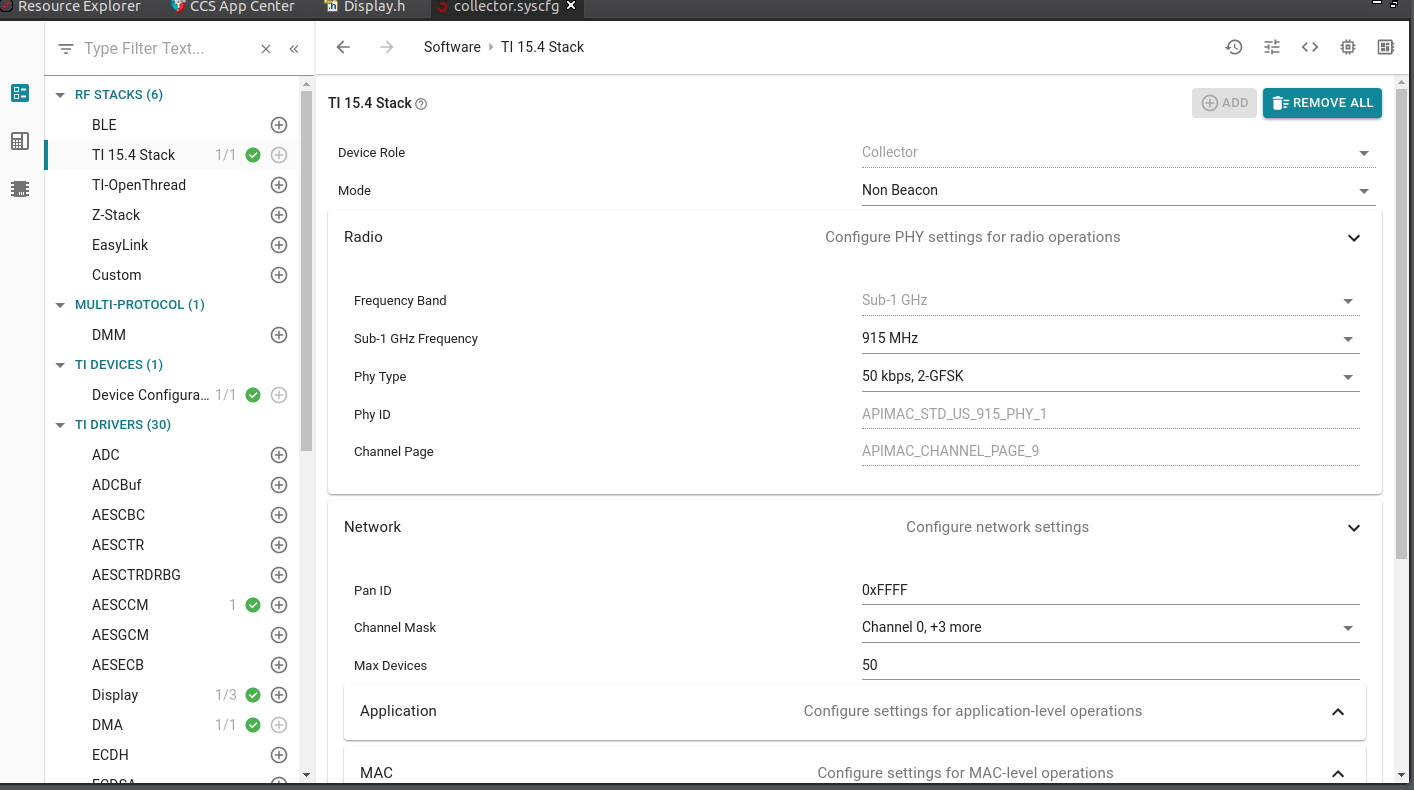 Resource Explorer CCS App Center Display.h collector.syscfg
Type Filter Text...
Software TI 15.4 Stack
RF STACKS (6)
BLE
TI 15.4 Stack 1/1
TI-OpenThread
Z-Stack
EasyLink
Custom
MULTI-PROTOCOL (1)
DMM
TI DEVICES (1)
Device Configura... 1/1
TI DRIVERS (30)
ADC
ADCBuf
AESCBC
AESCTR
AESCTRDRBG
AESCCM 1
AESGCM
AESECB
Display 1/3
DMA 1/1
ECDH
TI 15.4 Stack
ADD
REMOVE ALL
Device Role Collector
Mode Non Beacon
Radio Configure PHY settings for radio operations
Frequency Band Sub-1 GHz
Sub-1 GHz Frequency 915 MHz
Phy Type 50 kbps, 2-GFSK
Phy ID APIMAC_STD_US_915_PHY_1
Channel Page APIMAC_CHANNEL_PAGE_9
Network Configure network settings
Pan ID 0xFFFF
Channel Mask Channel 0, +3 more
Max Devices 50
Application Configure settings for application-level operations
MAC Configure settings for MAC-level operations